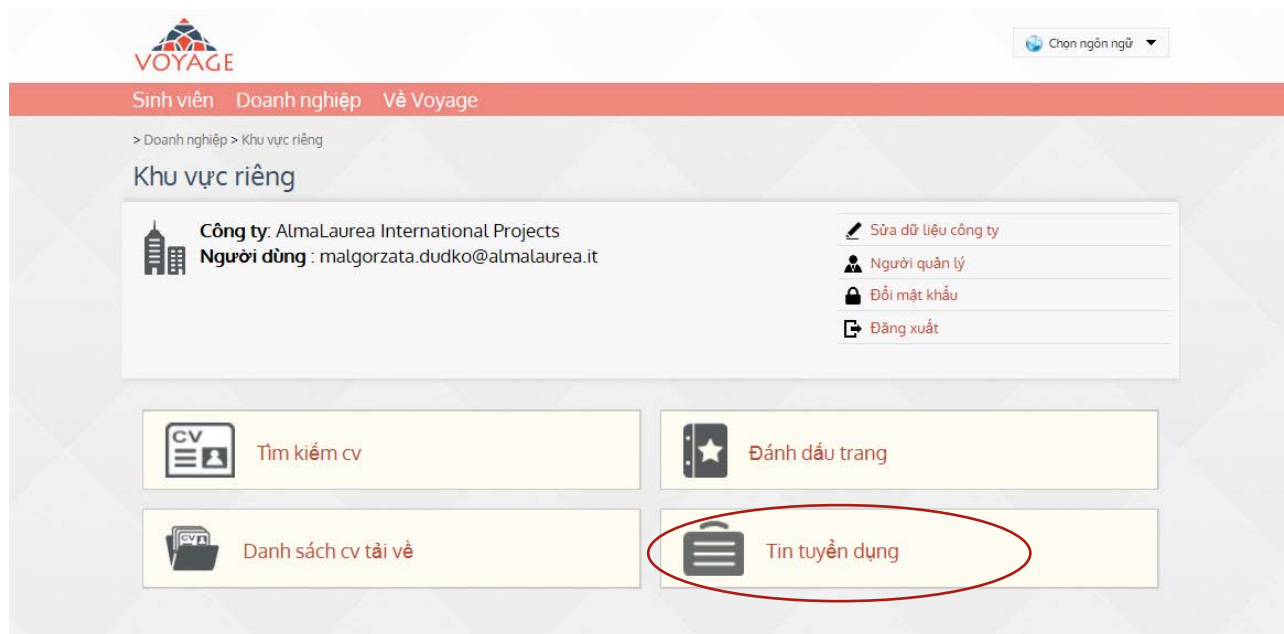 VOYAGE
Chọn ngôn ngữ
Sinh viên Doanh nghiệp Về Voyage
> Doanh nghiệp > Khu vực riêng
Khu vực riêng
Công ty: AlmaLaurea International Projects
Người dùng : malgorzata.dudko@almalaurea.it
Sửa dữ liệu công ty
Người quản lý
Đổi mật khẩu
Đăng xuất
CV
Tìm kiếm cv
Đánh dấu trang
CV
Danh sách cv tải về
Tin tuyển dụng